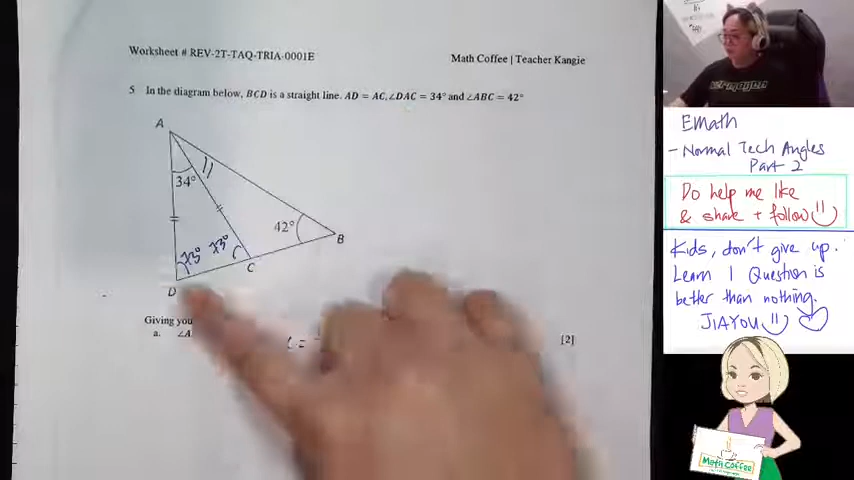 Worksheet # REV-2T-TAQ-TRIA-0001E
Math Coffee | Teacher Kangie
5 In the diagram below, BCD is a straight line. AD = AC, ∠DAC = 34° and ∠ABC = 42°
A
34°
42°
B
73° 73°
C
D
Giving you
a. ∠A
[2]
EMath
- Normal Tech Angles
Part 2
Do help me like
& share + follow
Kids, don't give up.
Learn 1 Question is
better than nothing.
JIAYOU
Math Coffee